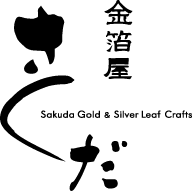 金箔屋
さくだ
Sakuda Gold & Silver Leaf Crafts